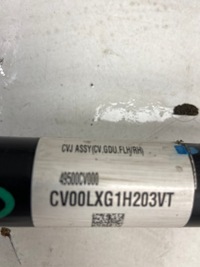 CVJ ASSY(CV.GDU.FLH/RH)
49500CV000
CV00LXG1H203VT